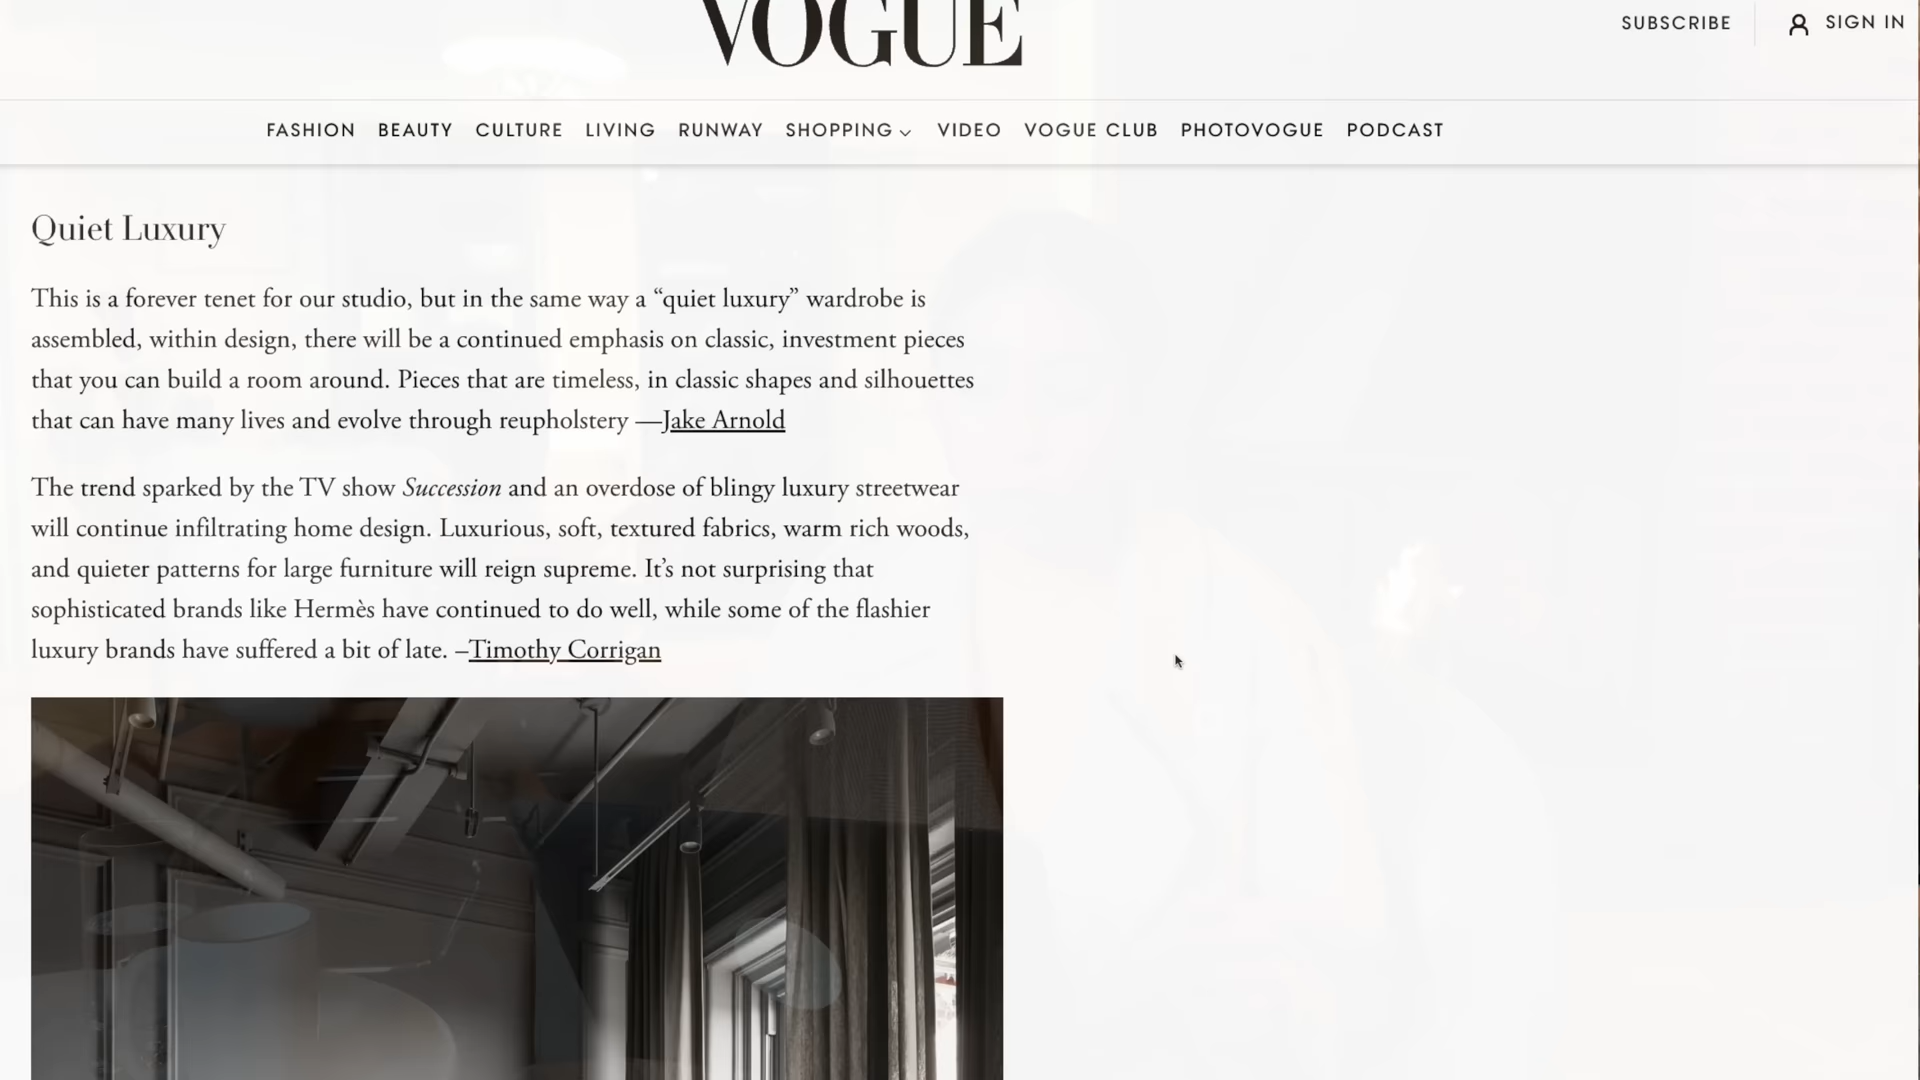 VOGUE
SUBSCRIBE
SIGN IN
FASHION BEAUTY CULTURE LIVING RUNWAY SHOPPING VIDEO VOGUE CLUB PHOTOVOGUE PODCAST
Quiet Luxury
This is a forever tenet for our studio, but in the same way a “quiet luxury” wardrobe is
assembled, within design, there will be a continued emphasis on classic, investment pieces
that you can build a room around. Pieces that are timeless, in classic shapes and silhouettes
that can have many lives and evolve through reupholstery —Jake Arnold
The trend sparked by the TV show Succession and an overdose of blingy luxury streetwear
will continue infiltrating home design. Luxurious, soft, textured fabrics, warm rich woods,
and quieter patterns for large furniture will reign supreme. It’s not surprising that
sophisticated brands like Hermès have continued to do well, while some of the flashier
luxury brands have suffered a bit of late. –Timothy Corrigan